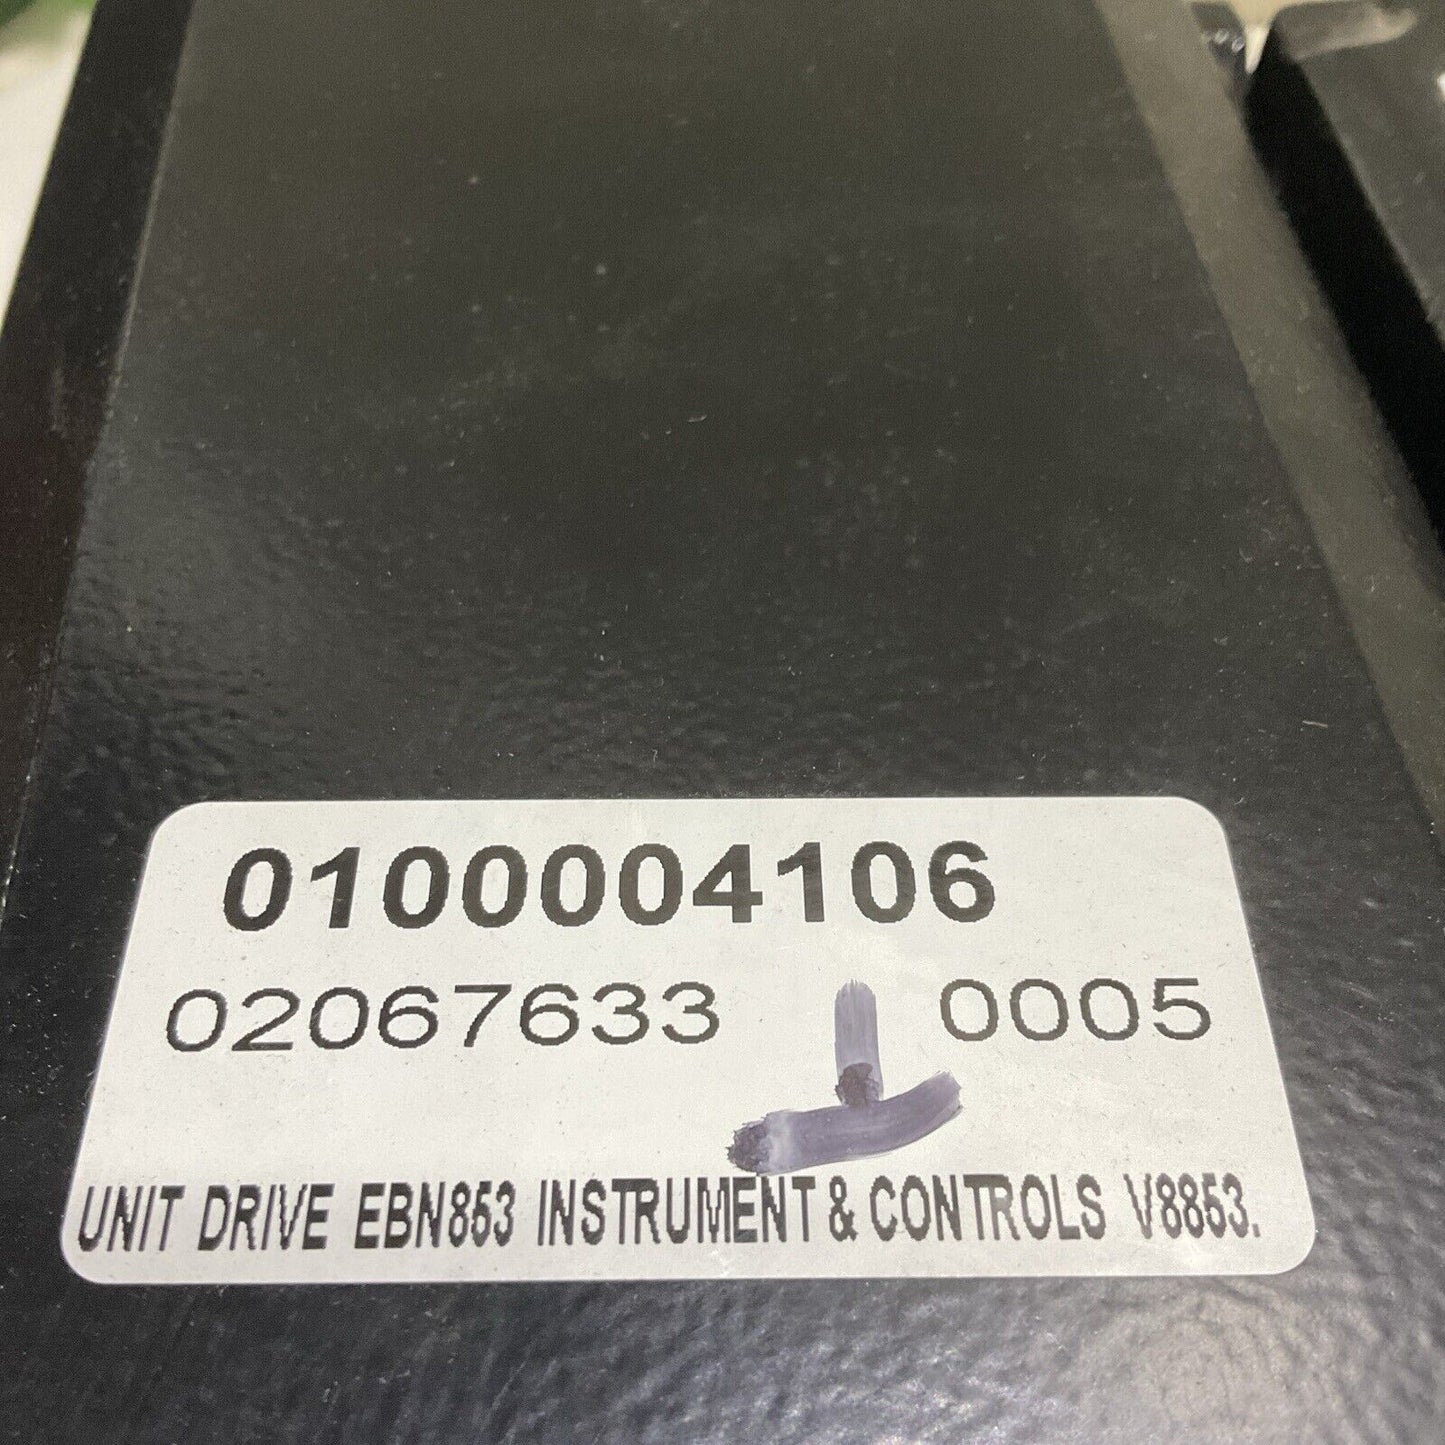 0100004106
02067633 0005
UNIT DRIVE EBN853 INSTRUMENT & CONTROLS V8853.